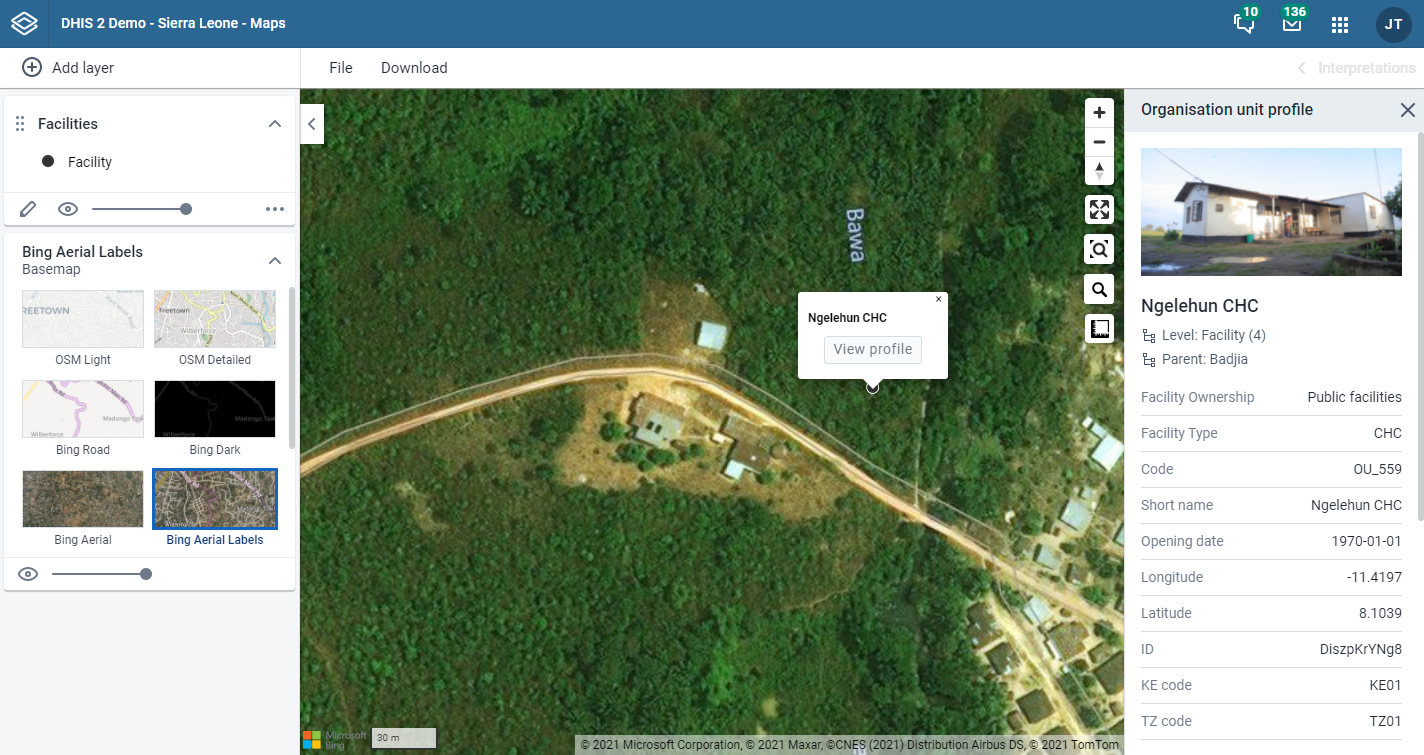 DHIS 2 Demo - Sierra Leone - Maps
10
136
JT
Add layer
File
Download
Interpretations
Facilities
Facility
Bing Aerial Labels
Basemap
REETOWN
OSM Light
Freetown
Wilberforce
OSM Detailed
Wilberforce
Bing Road
Bing Dark
Bing Aerial
Bing Aerial Labels
Bawa
Ngelehun CHC
×
View profile
Microsoft
Bing
30 m
© 2021 Microsoft Corporation, © 2021 Maxar, ©CNES (2021) Distribution Airbus DS, © 2021 TomTom
Organisation unit profile
Ngelehun CHC
Level: Facility (4)
Parent: Badjia
Facility Ownership Public facilities
Facility Type CHC
Code OU_559
Short name Ngelehun CHC
Opening date 1970-01-01
Longitude -11.4197
Latitude 8.1039
ID DiszpKrYNg8
KE code KE01
TZ code TZ01